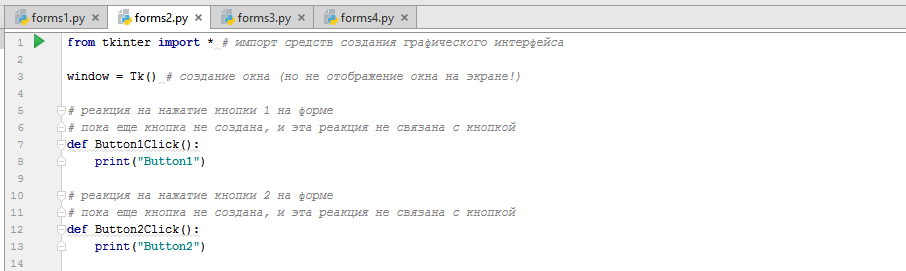 forms1.py × forms2.py × forms3.py × forms4.py ×
1 from tkinter import * # импорт средств создания графического интерфейса
2
3 window = Tk() # создание окна (но не отображение окна на экране!)
4
5 # реакция на нажатие кнопки 1 на форме
6 # пока еще кнопка не создана, и эта реакция не связана с кнопкой
7 def Button1Click():
8 print("Button1")
9
10 # реакция на нажатие кнопки 2 на форме
11 # пока еще кнопка не создана, и эта реакция не связана с кнопкой
12 def Button2Click():
13 print("Button2")
14